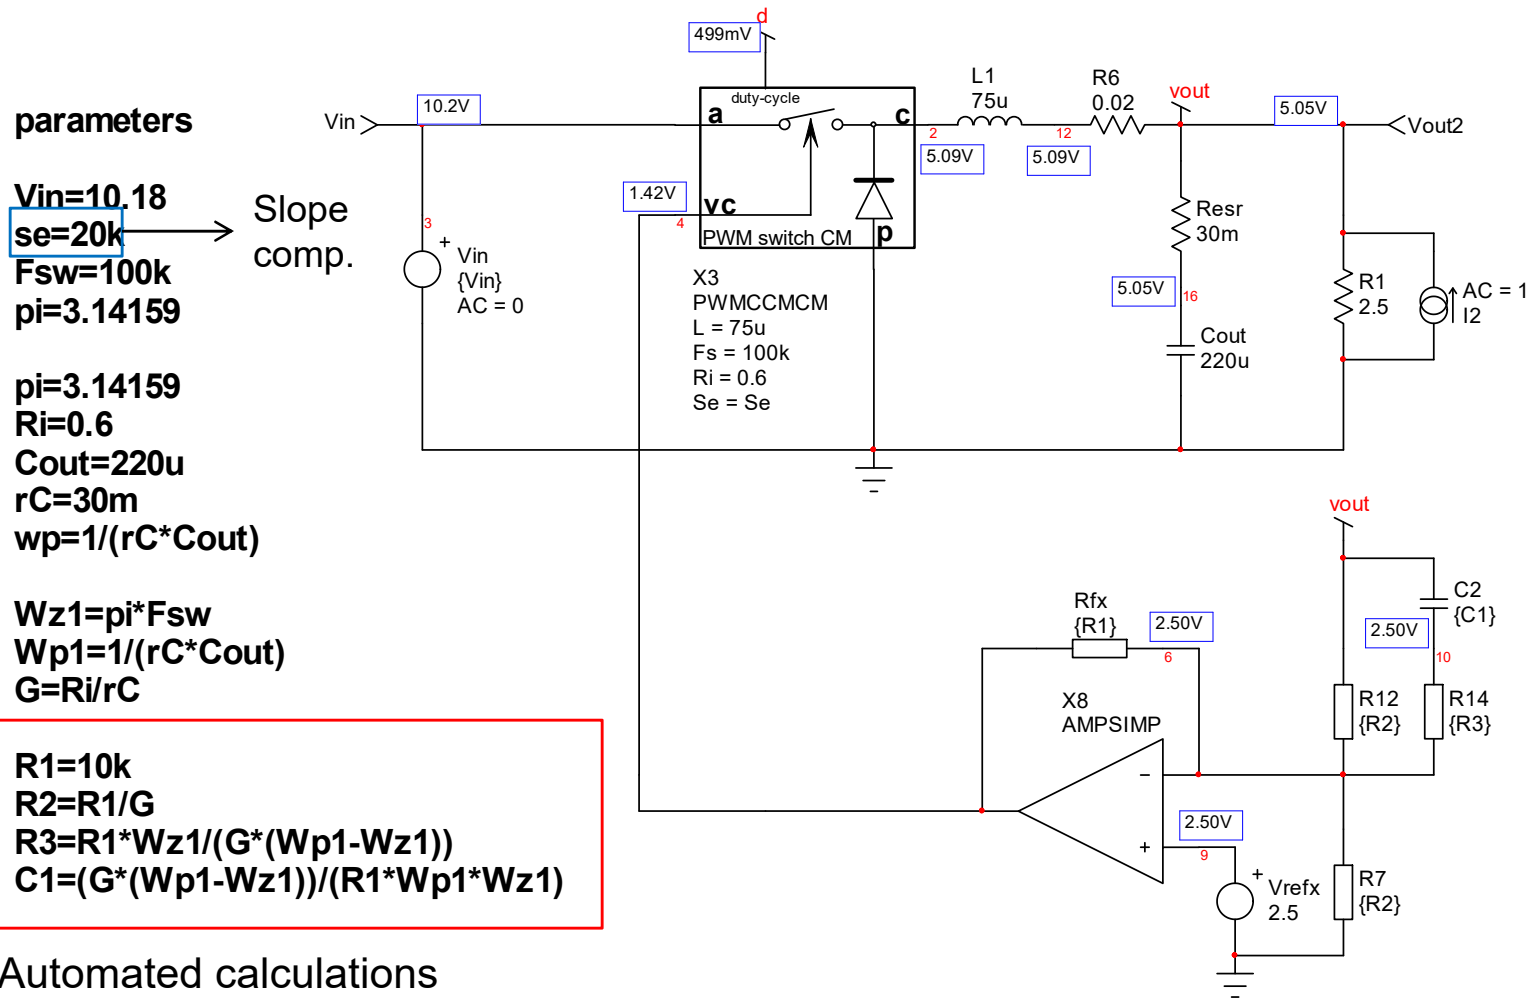 parameters
Vin=10.18
se=20k
Fsw=100k
pi=3.14159
pi=3.14159
Ri=0.6
Cout=220u
rC=30m
wp=1/(rC*Cout)
Wz1=pi*Fsw
Wp1=1/(rC*Cout)
G=Ri/rC
R1=10k
R2=R1/G
R3=R1*Wz1/(G*(Wp1-Wz1))
C1=(G*(Wp1-Wz1))/(R1*Wp1*Wz1)
Automated calculations
Slope
comp.
Vin
10.2V
3
+
Vin
{Vin}
AC = 0
d
499mV
duty-cycle
a
c
vc
p
PWM switch CM
1.42V
4
X3
PWMCCMCM
L = 75u
Fs = 100k
Ri = 0.6
Se = Se
2
5.09V
L1
75u
12
5.09V
R6
0.02
vout
5.05V
Vout2
Resr
30m
5.05V
16
Cout
220u
R1
2.5
AC = 1
I2
vout
C2
{C1}
2.50V
10
R12
{R2}
R14
{R3}
Rfx
{R1}
2.50V
6
X8
AMPSIMP
−
+
2.50V
9
+
Vrefx
2.5
R7
{R2}